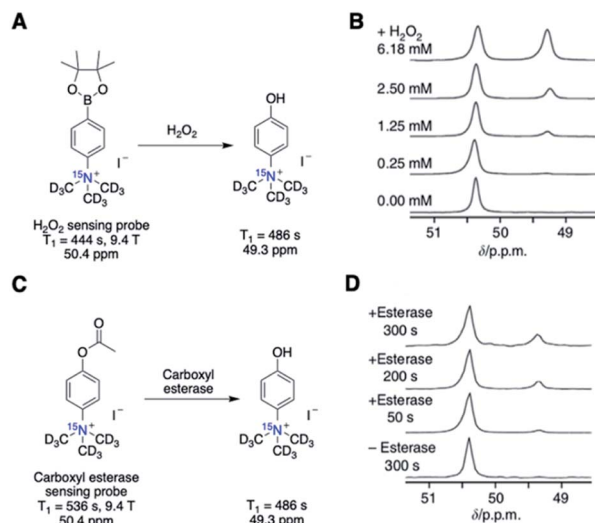 A
B
O
O
B
H₂O₂
OH
I⁻
I⁻
15N+
15N+
D₃C
CD₃
CD₃
D₃C
CD₃
CD₃
H₂O₂ sensing probe
T₁ = 444 s, 9.4 T
50.4 ppm
T₁ = 486 s
49.3 ppm
+ H₂O₂
6.18 mM
2.50 mM
1.25 mM
0.25 mM
0.00 mM
51 50 49
δ/p.p.m.
C
D
O
O
Carboxyl
esterase
OH
I⁻
I⁻
15N+
15N+
D₃C
CD₃
CD₃
D₃C
CD₃
CD₃
Carboxyl esterase
sensing probe
T₁ = 536 s, 9.4 T
50.4 ppm
T₁ = 486 s
49.3 ppm
+Esterase
300 s
+Esterase
200 s
+Esterase
50 s
– Esterase
300 s
51 50 49
δ/p.p.m.